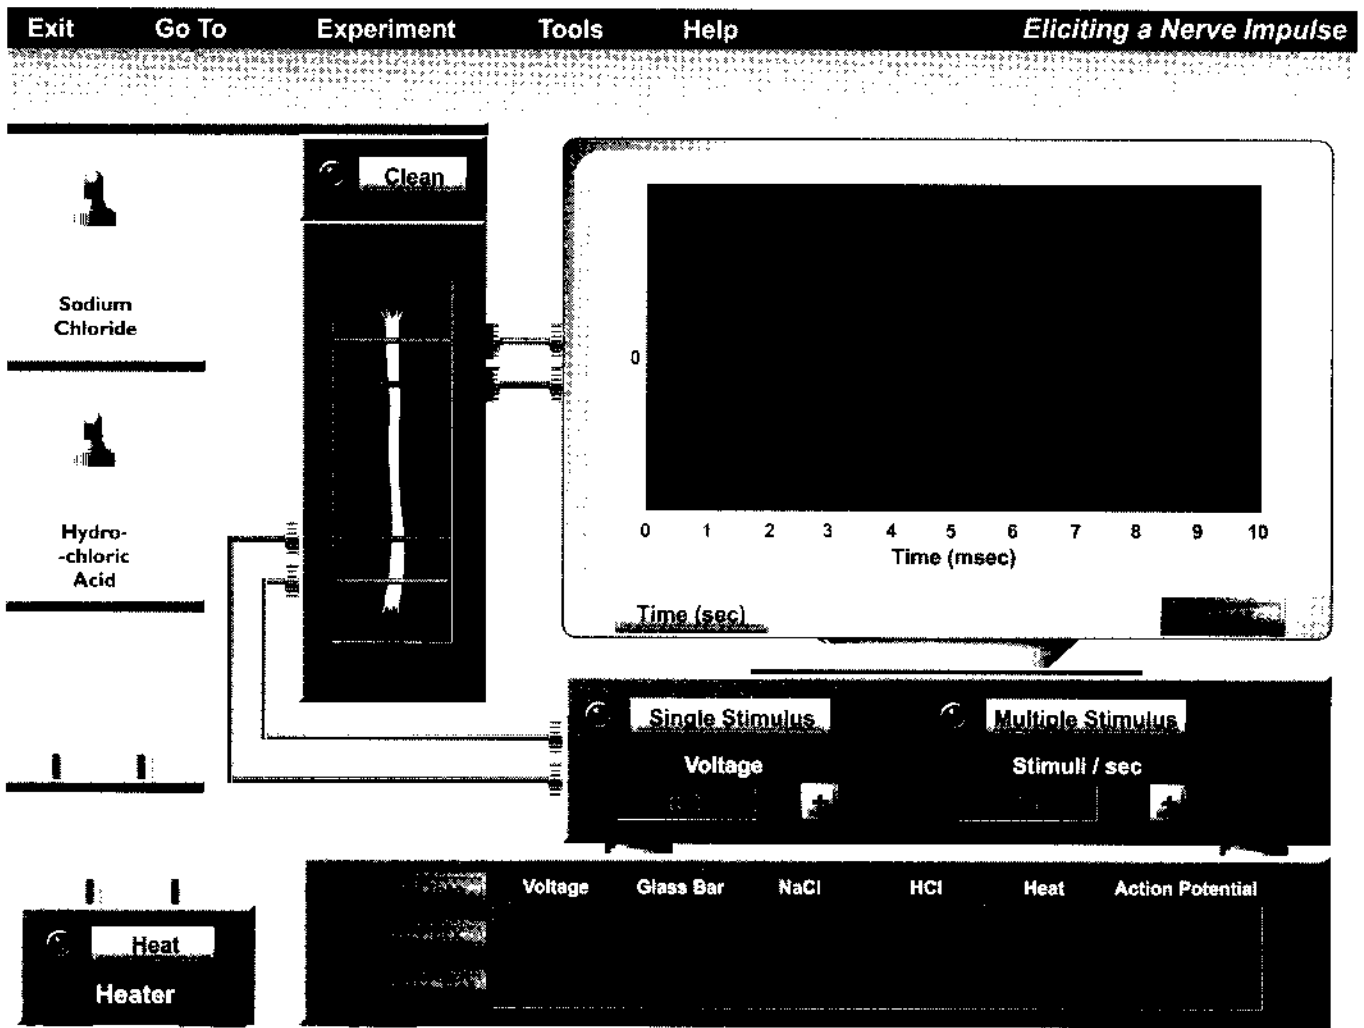 Exit Go To Experiment Tools Help Eliciting a Nerve Impulse
Clean
Sodium
Chloride
0
Hydro-
-chloric
Acid
0 1 2 3 4 5 6 7 8 9 10
Time (msec)
Time (sec)
Single Stimulus Multiple Stimulus
Voltage Stimuli / sec
+ +
Voltage Glass Bar NaCl HCl Heat Action Potential
Heat
Heater